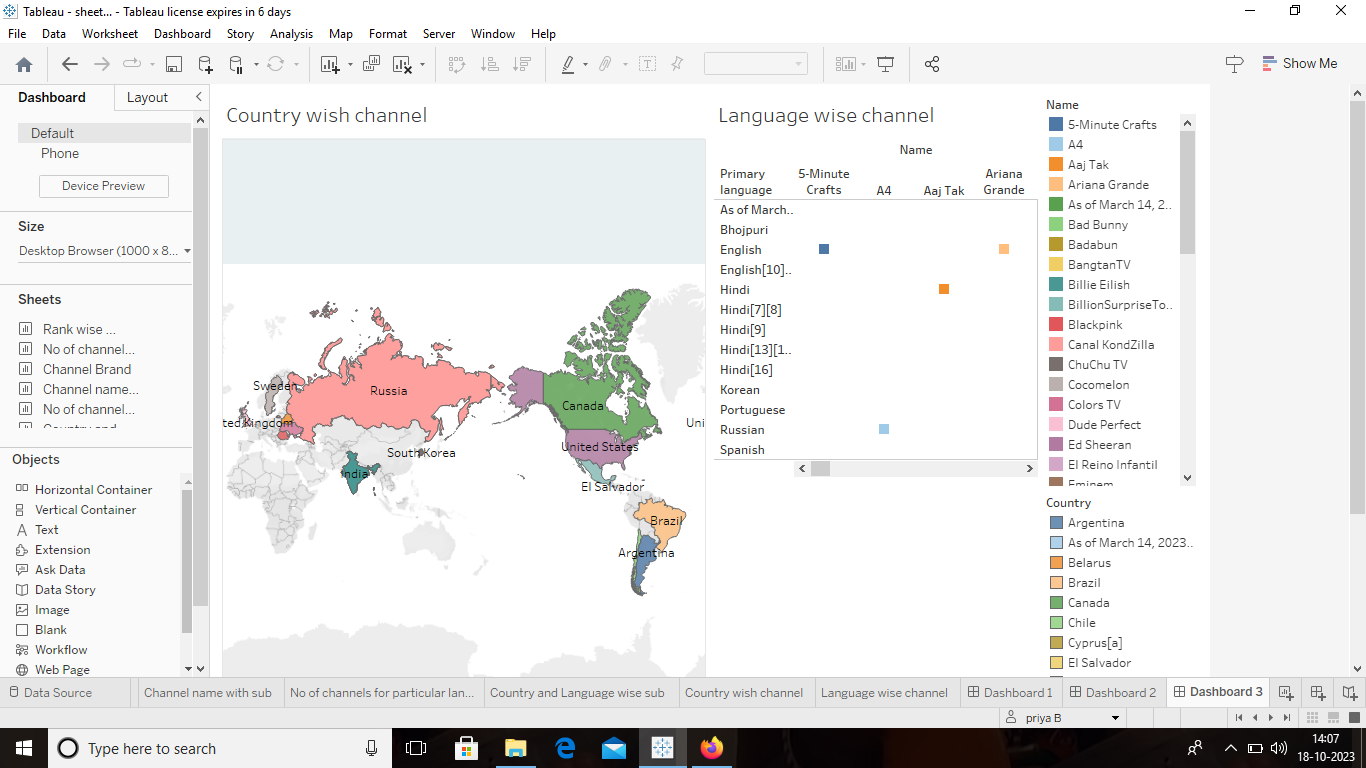 Tableau - sheet... - Tableau license expires in 6 days
File Data Worksheet Dashboard Story Analysis Map Format Server Window Help
Show Me
Dashboard Layout
Default
Phone
Device Preview
Size
Desktop Browser (1000 x 8...
Sheets
Rank wise ...
No of channel...
Channel Brand
Channel name...
No of channel...
Country and
Objects
Horizontal Container
Vertical Container
Text
Extension
Ask Data
Data Story
Image
Blank
Workflow
Web Page
Country wish channel
Sweden
Russia
ted Kingdom
South Korea
India
Canada
Uni
United States
El Salvador
Brazil
Argentina
Language wise channel
Name
Primary language
5-Minute Crafts
A4
Aaj Tak
Ariana Grande
As of March..
Bhojpuri
English
English[10]..
Hindi
Hindi[7][8]
Hindi[9]
Hindi[13][1..
Hindi[16]
Korean
Portuguese
Russian
Spanish
Name
5-Minute Crafts
A4
Aaj Tak
Ariana Grande
As of March 14, 2..
Bad Bunny
Badabun
BangtanTV
Billie Eilish
BillionSurpriseTo..
Blackpink
Canal KondZilla
ChuChu TV
Cocomelon
Colors TV
Dude Perfect
Ed Sheeran
El Reino Infantil
Eminem
Country
Argentina
As of March 14, 2023..
Belarus
Brazil
Canada
Chile
Cyprus[a]
El Salvador
Data Source
Channel name with sub
No of channels for particular lan...
Country and Language wise sub
Country wish channel
Language wise channel
Dashboard 1
Dashboard 2
Dashboard 3
priya B
Type here to search
14:07
18-10-2023